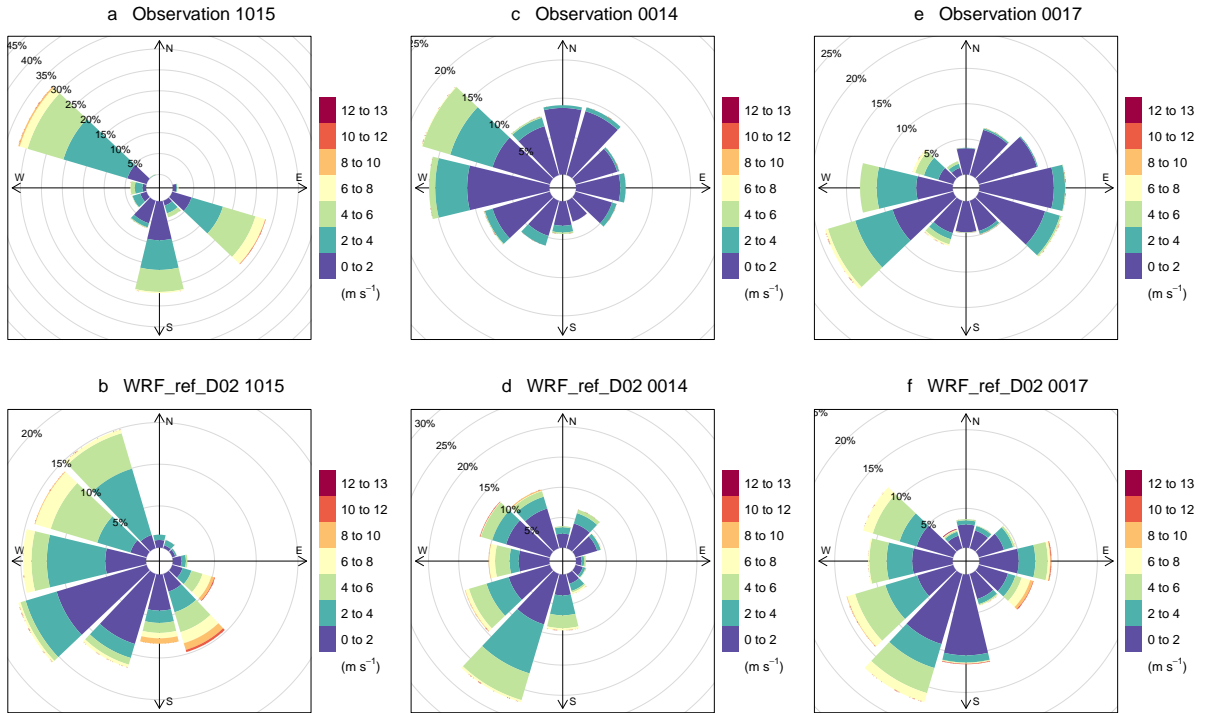 a Observation 1015
45%
40%
35%
30%
25%
20%
15%
10%
5%
N
W
E
S
12 to 13
10 to 12
8 to 10
6 to 8
4 to 6
2 to 4
0 to 2
(m s⁻¹)
c Observation 0014
25%
20%
15%
10%
5%
N
W
E
S
12 to 13
10 to 12
8 to 10
6 to 8
4 to 6
2 to 4
0 to 2
(m s⁻¹)
e Observation 0017
25%
20%
15%
10%
5%
N
W
E
S
12 to 13
10 to 12
8 to 10
6 to 8
4 to 6
2 to 4
0 to 2
(m s⁻¹)
b WRF_ref_D02 1015
20%
15%
10%
5%
N
W
E
S
12 to 13
10 to 12
8 to 10
6 to 8
4 to 6
2 to 4
0 to 2
(m s⁻¹)
d WRF_ref_D02 0014
30%
25%
20%
15%
10%
5%
N
W
E
S
12 to 13
10 to 12
8 to 10
6 to 8
4 to 6
2 to 4
0 to 2
(m s⁻¹)
f WRF_ref_D02 0017
20%
15%
10%
5%
N
W
E
S
12 to 13
10 to 12
8 to 10
6 to 8
4 to 6
2 to 4
0 to 2
(m s⁻¹)